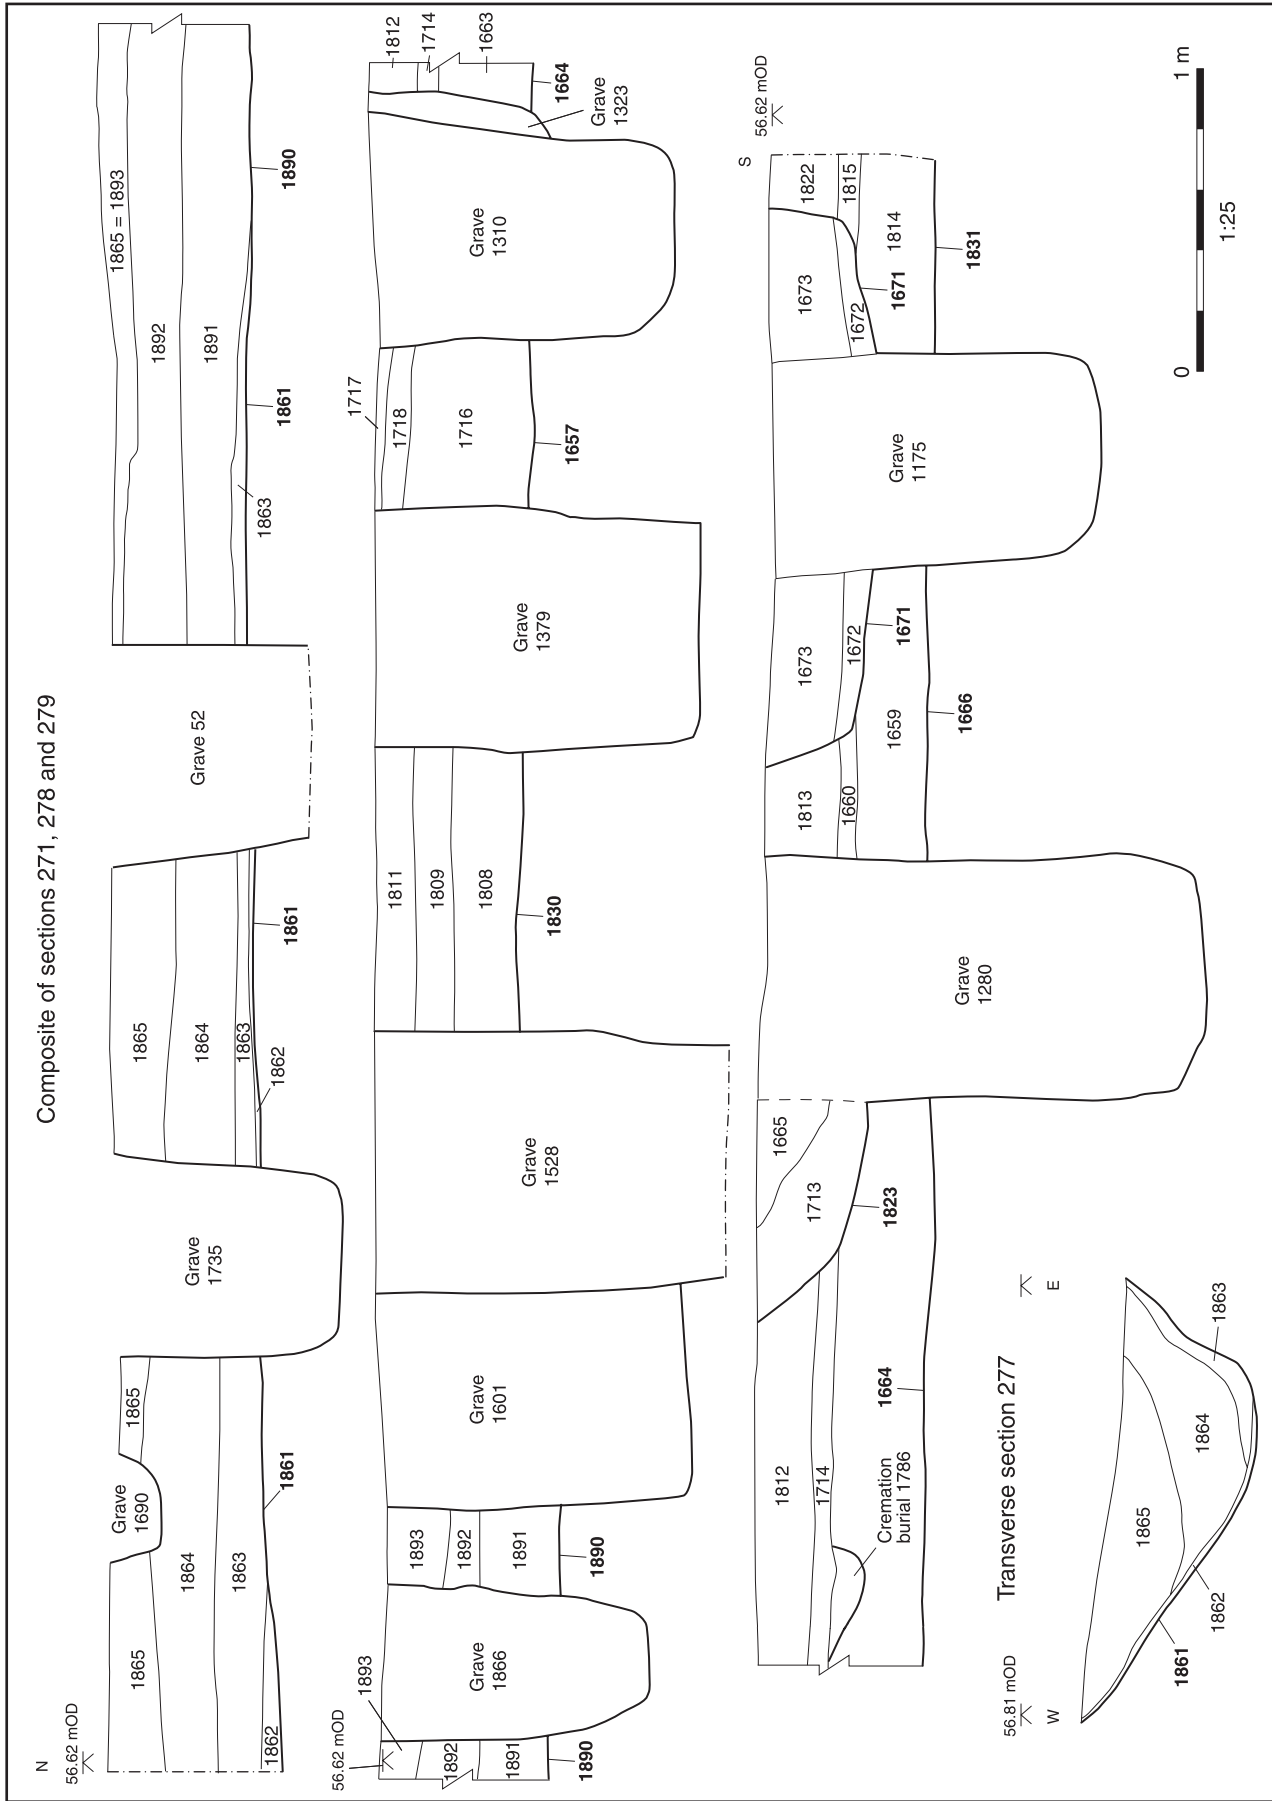 Composite of sections 271, 278 and 279
N
56.62 mOD
1865
1862
1864
1863
Grave
1690
1865
1861
Grave
1735
1865
1864
1863
1862
1861
Grave 52
1865 = 1893
1892
1891
1863
1861
1890
56.62 mOD
1893
1892
1891
1890
Grave
1866
1893
1892
1891
1890
Grave
1601
Grave
1528
1811
1809
1808
1830
Grave
1379
1717
1718
1716
1657
Grave
1310
1812
1714
1663
1664
Grave
1323
1812
1714
Cremation
burial 1786
1664
1665
1713
1823
Grave
1280
1813
1660
1659
1666
1673
1672
1671
Grave
1175
1673
1672
1671
1822
1815
1814
1831
S
56.62 mOD
Transverse section 277
56.81 mOD
W
E
1865
1864
1863
1862
1861
0
1 m
1:25